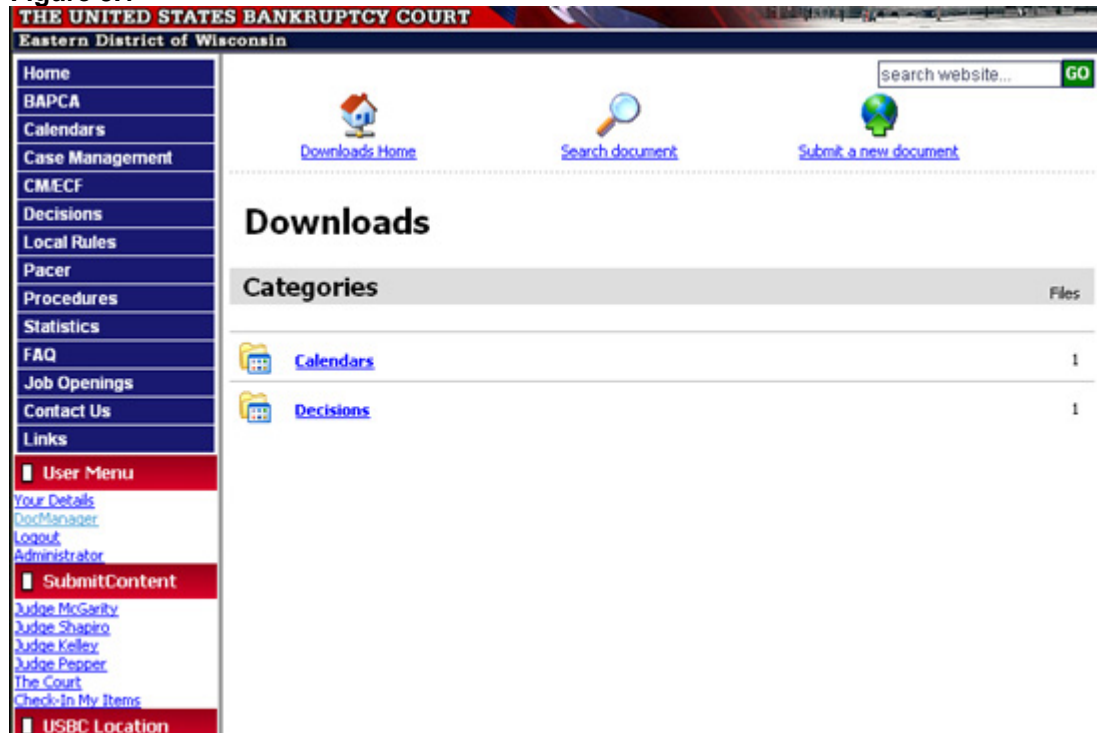 THE UNITED STATES BANKRUPTCY COURT
Eastern District of Wisconsin
Home
BAPCA
Calendars
Case Management
CM/ECF
Decisions
Local Rules
Pacer
Procedures
Statistics
FAQ
Job Openings
Contact Us
Links
User Menu
Your Details
DocManager
Logout
Administrator
SubmitContent
Judge McGarity
Judge Shapiro
Judge Kelley
Judge Pepper
The Court
Check-In My Items
USBC Location
search website... GO
Downloads Home Search document Submit a new document
Downloads
Categories Files
Calendars 1
Decisions 1